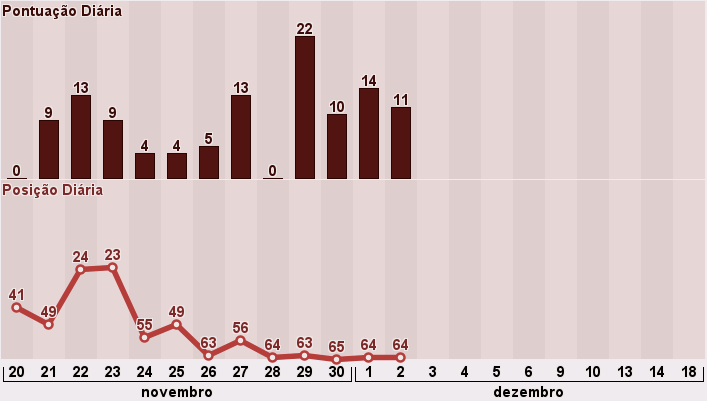 Pontuação Diária
0 9 13 9 4 4 5 13 0 22 10 14 11
Posição Diária
41 49 24 23 55 49 63 56 64 63 65 64 64
20 21 22 23 24 25 26 27 28 29 30 1 2 3 4 5 6 9 10 13 14 18
novembro dezembro